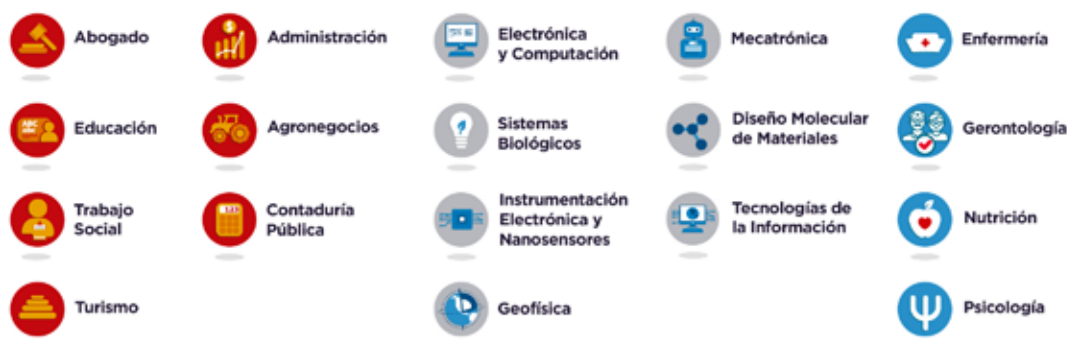 Abogado
Administración
Electrónica
y Computación
Mecatrónica
Enfermería
Educación
Agronegocios
Sistemas
Biológicos
Diseño Molecular
de Materiales
Gerontología
Trabajo
Social
Contaduría
Pública
Instrumentación
Electrónica y
Nanosensores
Tecnologías de
la Información
Nutrición
Turismo
Geofísica
Psicología